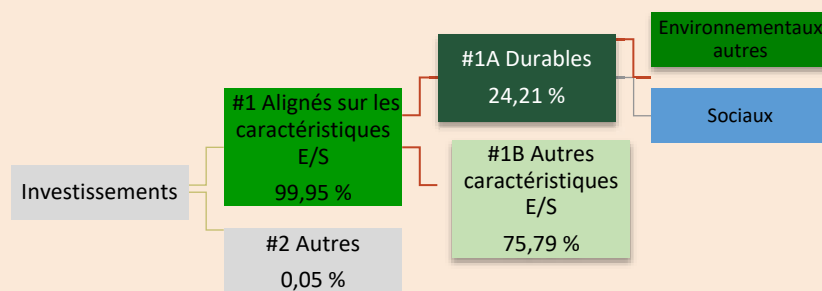 Investissements
#1 Alignés sur les
caractéristiques
E/S
99,95 %
#2 Autres
0,05 %
#1A Durables
24,21 %
#1B Autres
caractéristiques
E/S
75,79 %
Environnementaux
autres
Sociaux